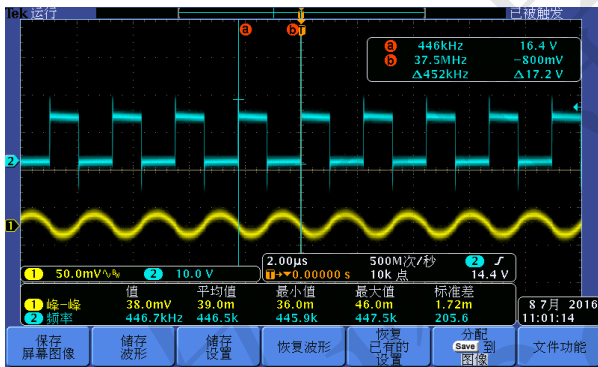 Tek 运行 已被触发
a b T
a 446kHz 16.4 V
b 37.5MHz −800mV
Δ452kHz Δ17.2 V
2
1
1 50.0mV∿ 2 10.0 V
2.00μs 500M次/秒 2 ʃ
T→▼0.00000 s 10k 点 14.4 V
值 平均值 最小值 最大值 标准差
1 峰−峰 38.0mV 39.0m 36.0m 46.0m 1.72m
2 频率 446.7kHz 446.5k 445.9k 447.5k 205.6
8 7月 2016
11:01:14
保存
屏幕图像
储存
波形
储存
设置
恢复波形
恢复
已有的
设置
分配
Save 到
图像
文件功能